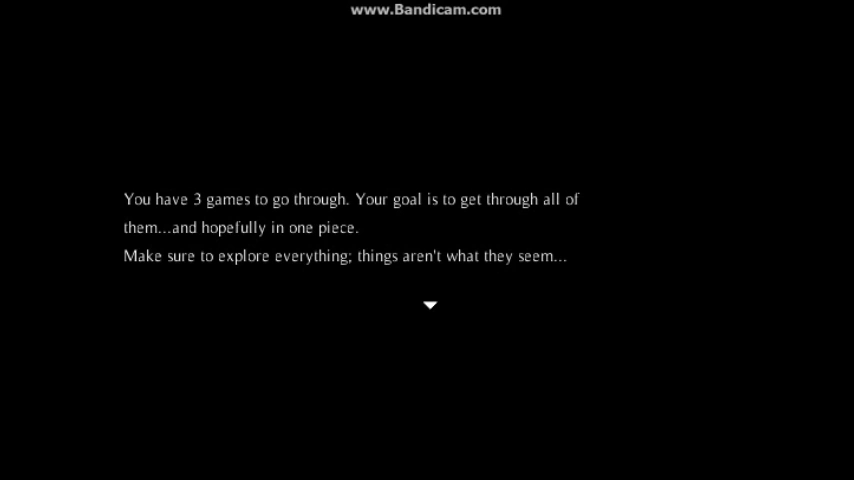 www.Bandicam.com
You have 3 games to go through. Your goal is to get through all of
them...and hopefully in one piece.
Make sure to explore everything; things aren't what they seem...